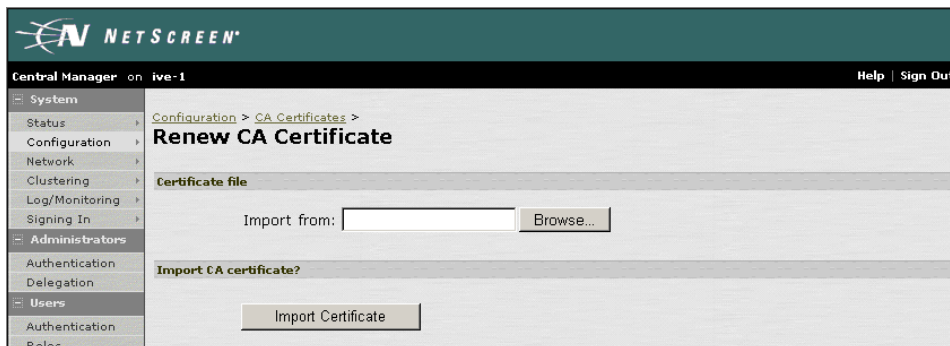 NETSCREEN
Central Manager on ive-1
Help | Sign Out
System
Status
Configuration
Network
Clustering
Log/Monitoring
Signing In
Administrators
Authentication
Delegation
Users
Authentication
Roles
Configuration > CA Certificates >
Renew CA Certificate
Certificate file
Import from:
Browse...
Import CA certificate?
Import Certificate